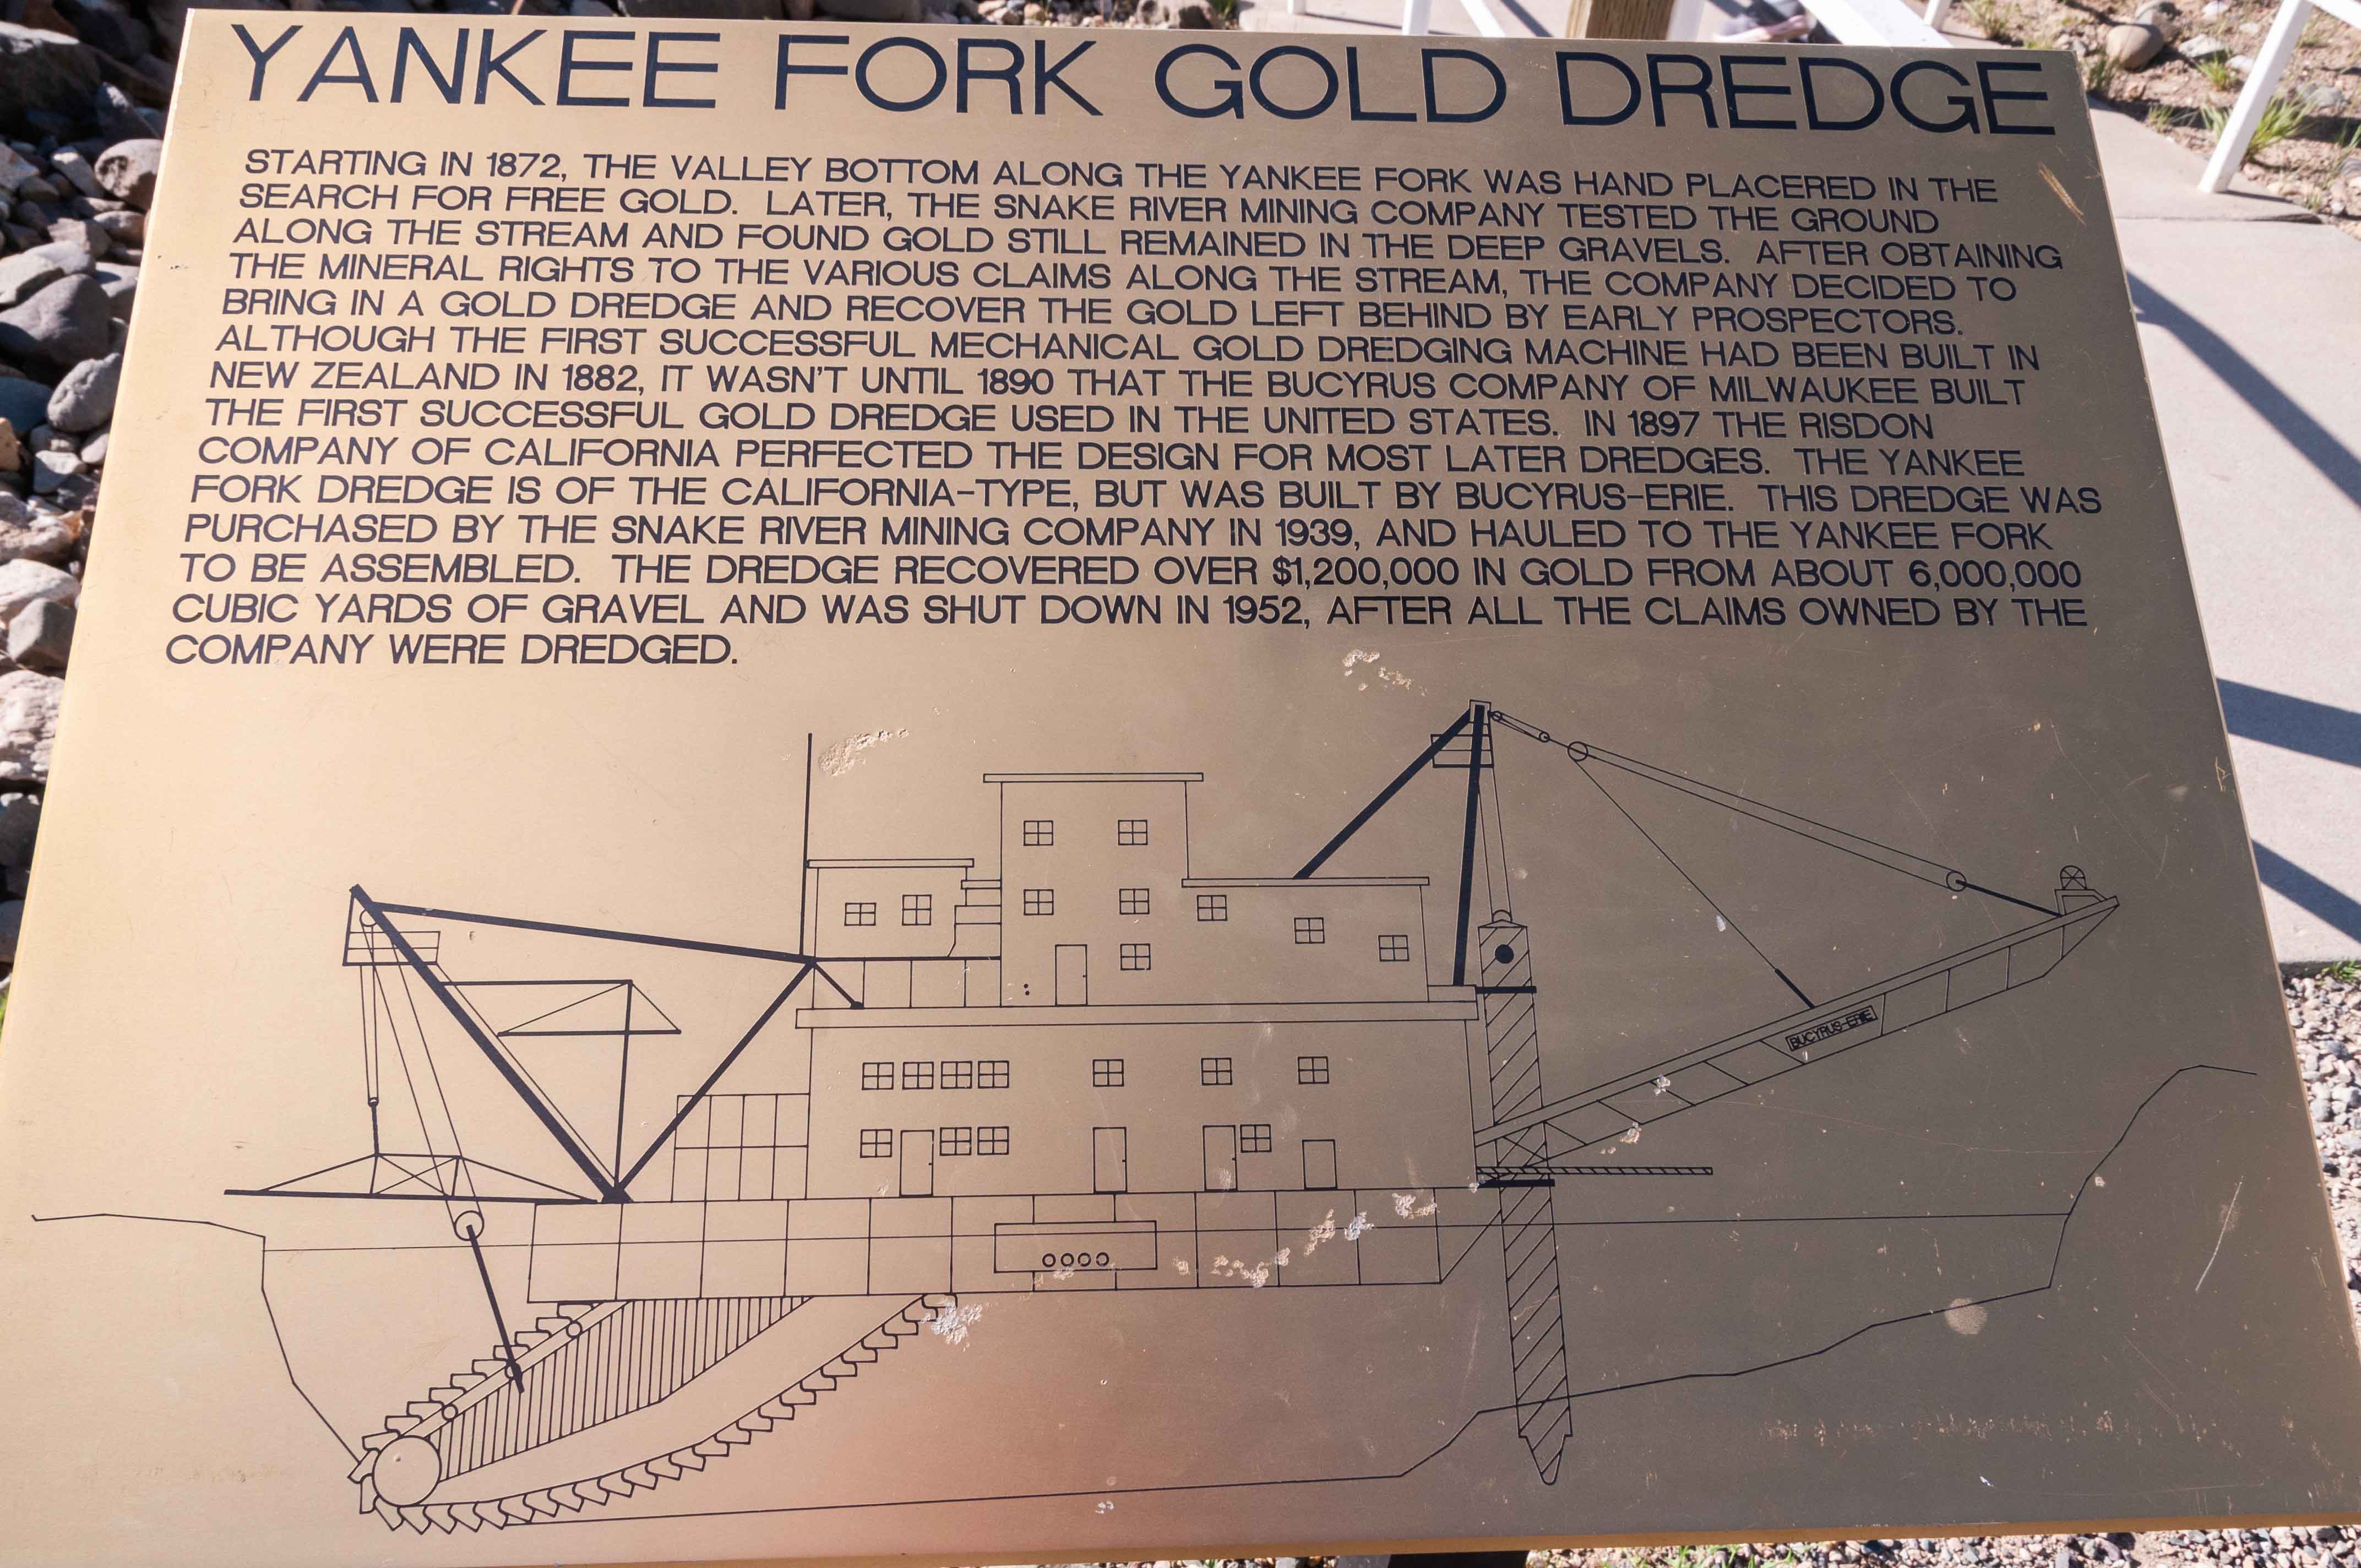 YANKEE FORK GOLD DREDGE
STARTING IN 1872, THE VALLEY BOTTOM ALONG THE YANKEE FORK WAS HAND PLACERED IN THE
SEARCH FOR FREE GOLD. LATER, THE SNAKE RIVER MINING COMPANY TESTED THE GROUND
ALONG THE STREAM AND FOUND GOLD STILL REMAINED IN THE DEEP GRAVELS. AFTER OBTAINING
THE MINERAL RIGHTS TO THE VARIOUS CLAIMS ALONG THE STREAM, THE COMPANY DECIDED TO
BRING IN A GOLD DREDGE AND RECOVER THE GOLD LEFT BEHIND BY EARLY PROSPECTORS.
ALTHOUGH THE FIRST SUCCESSFUL MECHANICAL GOLD DREDGING MACHINE HAD BEEN BUILT IN
NEW ZEALAND IN 1882, IT WASN'T UNTIL 1890 THAT THE BUCYRUS COMPANY OF MILWAUKEE BUILT
THE FIRST SUCCESSFUL GOLD DREDGE USED IN THE UNITED STATES. IN 1897 THE RISDON
COMPANY OF CALIFORNIA PERFECTED THE DESIGN FOR MOST LATER DREDGES. THE YANKEE
FORK DREDGE IS OF THE CALIFORNIA-TYPE, BUT WAS BUILT BY BUCYRUS-ERIE. THIS DREDGE WAS
PURCHASED BY THE SNAKE RIVER MINING COMPANY IN 1939, AND HAULED TO THE YANKEE FORK
TO BE ASSEMBLED. THE DREDGE RECOVERED OVER $1,200,000 IN GOLD FROM ABOUT 6,000,000
CUBIC YARDS OF GRAVEL AND WAS SHUT DOWN IN 1952, AFTER ALL THE CLAIMS OWNED BY THE
COMPANY WERE DREDGED.
BUCYRUS-ERIE